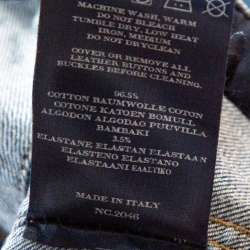 MACHINE WASH, WARM
DO NOT BLEACH
TUMBLE DRY, LOW HEAT
IRON, MEDIUM
DO NOT DRYCLEAN
COVER OR REMOVE ALL
LEATHER BUTTONS AND
BUCKLES BEFORE CLEANING
96.5%
COTTON BAUMWOLLE COTON
COTONE KATOEN BOMULL
ALGODON ALGODAO PUUVILLA
BAMBAKI
3.5%
ELASTANE ELASTAN ELASTAAN
ELASTENO ELASTANO
ELASTAANI ΕΛΑΣΤΙΚΟ
MADE IN ITALY
NC.2046